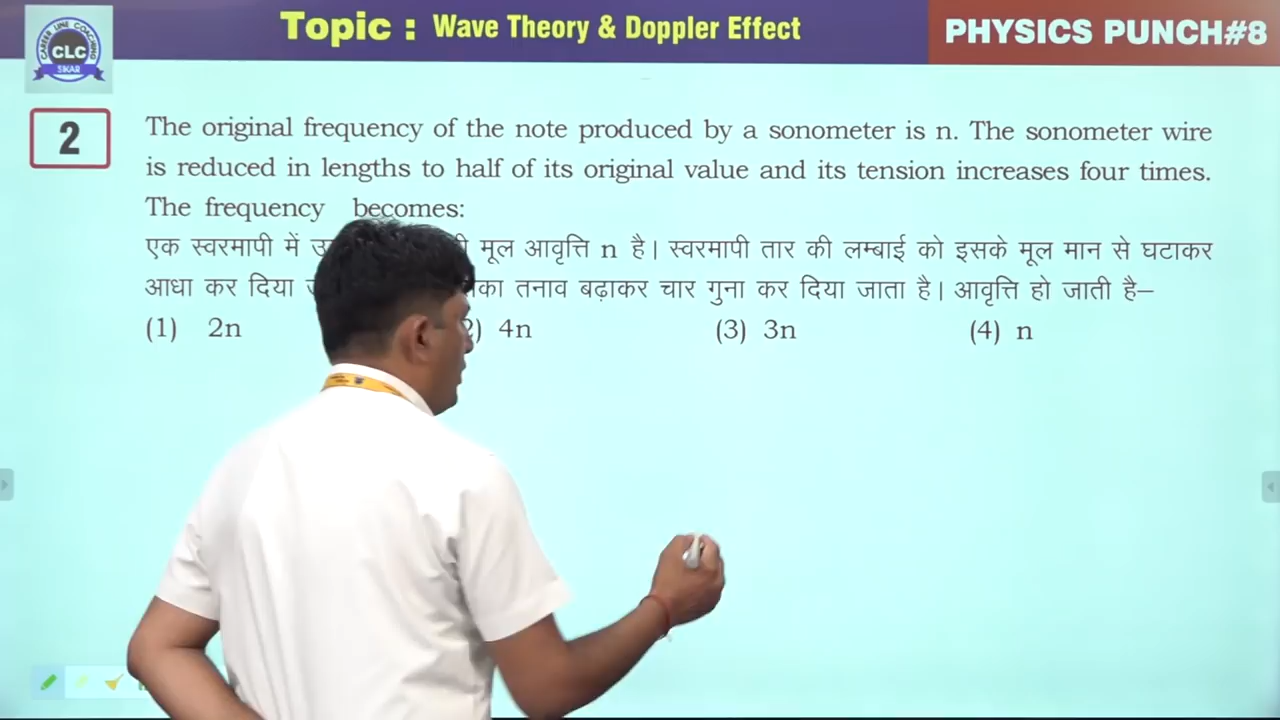 Topic : Wave Theory & Doppler Effect
PHYSICS PUNCH#8
CAREER LINE COACHING
CLC
SIKAR
2
The original frequency of the note produced by a sonometer is n. The sonometer wire
is reduced in lengths to half of its original value and its tension increases four times.
The frequency becomes:
एक स्वरमापी में मूल आवृत्ति n है। स्वरमापी तार की लम्बाई को इसके मूल मान से घटाकर
आधा कर दिया तनाव बढ़ाकर चार गुना कर दिया जाता है। आवृत्ति हो जाती है–
(1) 2n
4n
(3) 3n
(4) n